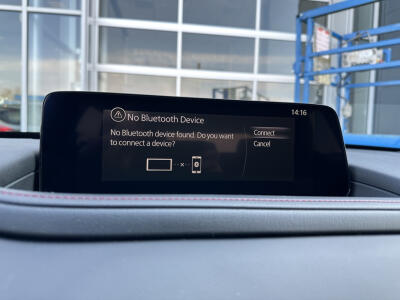 No Bluetooth Device
14:16
No Bluetooth device found. Do you want
to connect a device?
Connect
Cancel